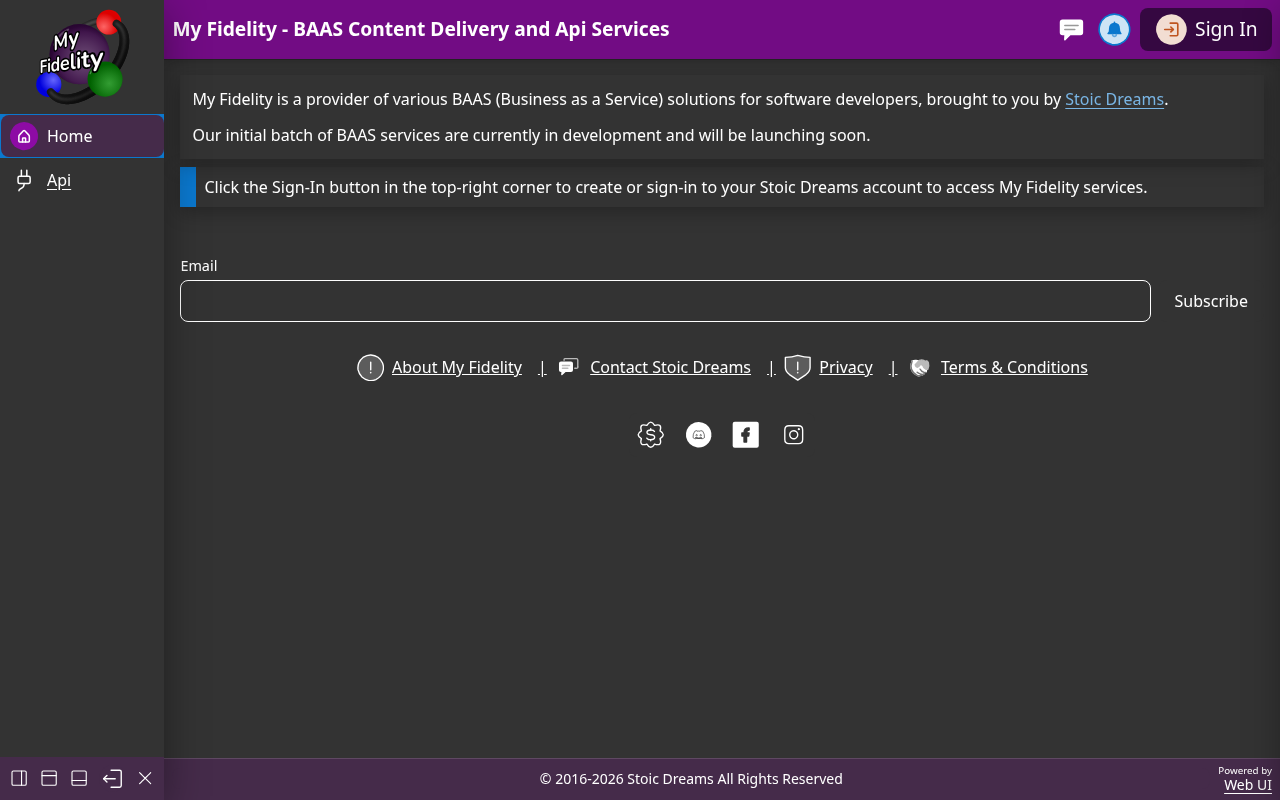 My Fidelity
My Fidelity - BAAS Content Delivery and Api Services
Sign In
Home
Api
My Fidelity is a provider of various BAAS (Business as a Service) solutions for software developers, brought to you by Stoic Dreams.
Our initial batch of BAAS services are currently in development and will be launching soon.
Click the Sign-In button in the top-right corner to create or sign-in to your Stoic Dreams account to access My Fidelity services.
Email
Subscribe
About My Fidelity | Contact Stoic Dreams | Privacy | Terms & Conditions
© 2016-2026 Stoic Dreams All Rights Reserved
Powered by
Web UI